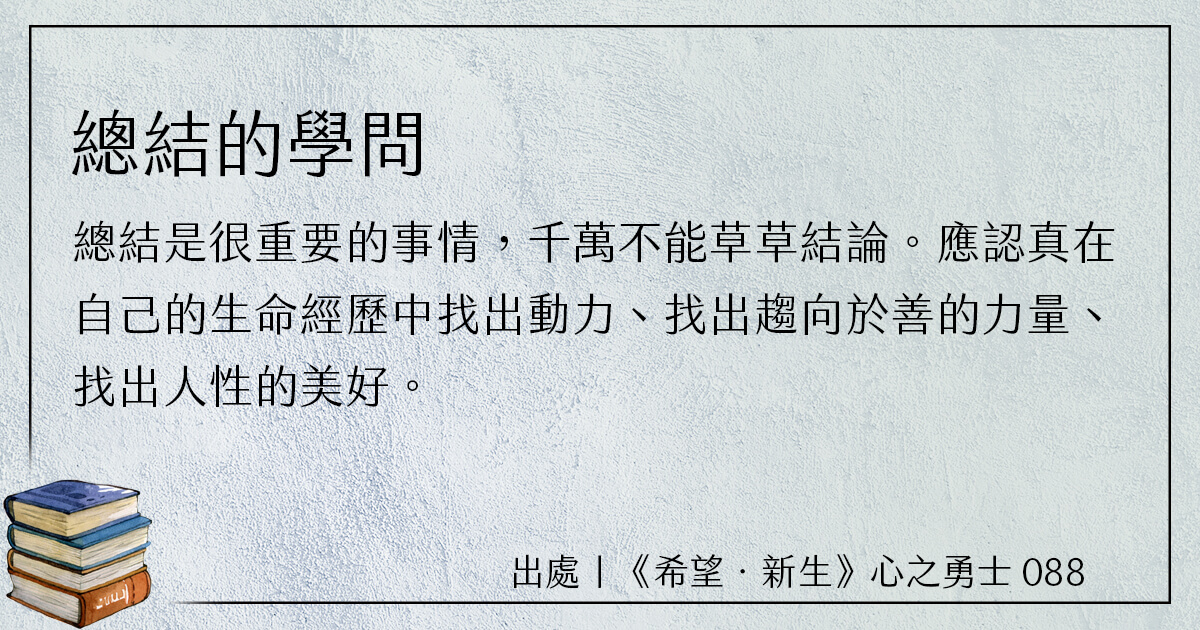 總結的學問
總結是很重要的事情，千萬不能草草結論。應認真在
自己的生命經歷中找出動力、找出趨向於善的力量、
找出人性的美好。
出處｜《希望．新生》心之勇士 088